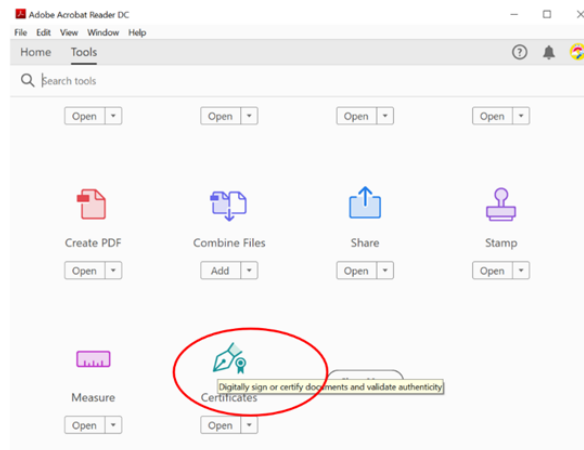 Adobe Acrobat Reader DC
File Edit View Window Help
Home Tools
Search tools
Open Open Open Open
Create PDF Combine Files Share Stamp
Open Add Open Open
Digitally sign or certify documents and validate authenticity
Measure Certificates
Open Open